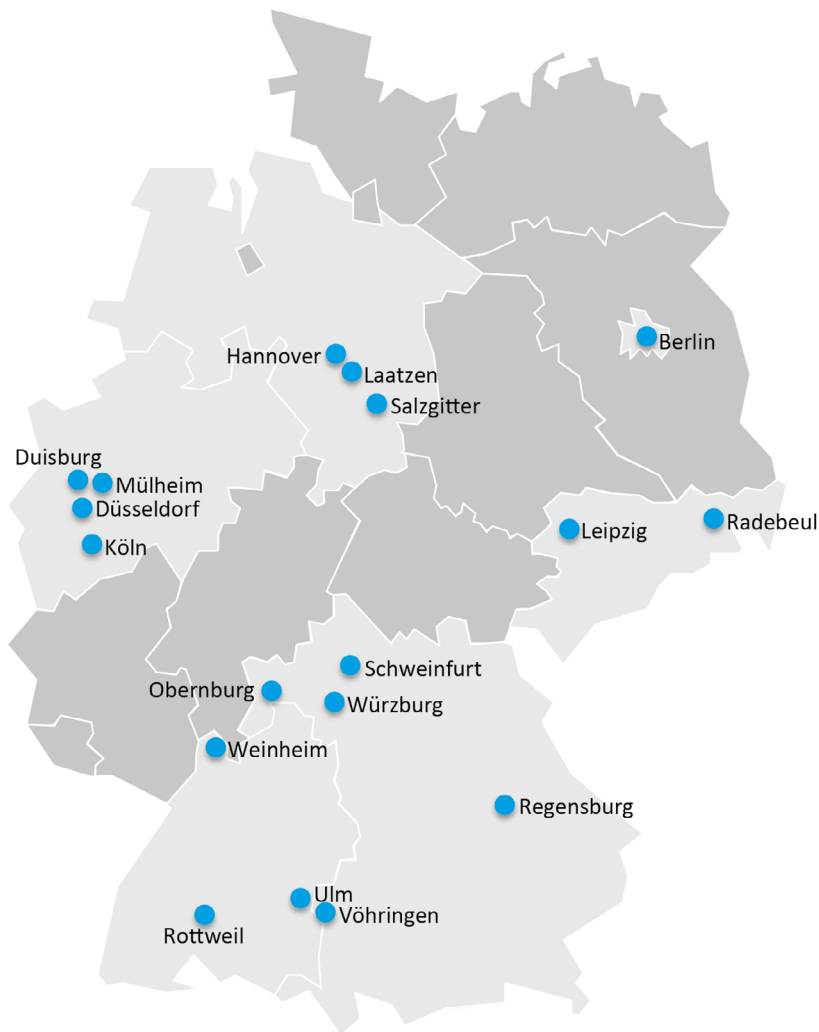 Berlin
Hannover
Laatzen
Salzgitter
Duisburg
Mülheim
Düsseldorf
Köln
Leipzig
Radebeul
Schweinfurt
Obernburg
Würzburg
Weinheim
Regensburg
Ulm
Vöhringen
Rottweil